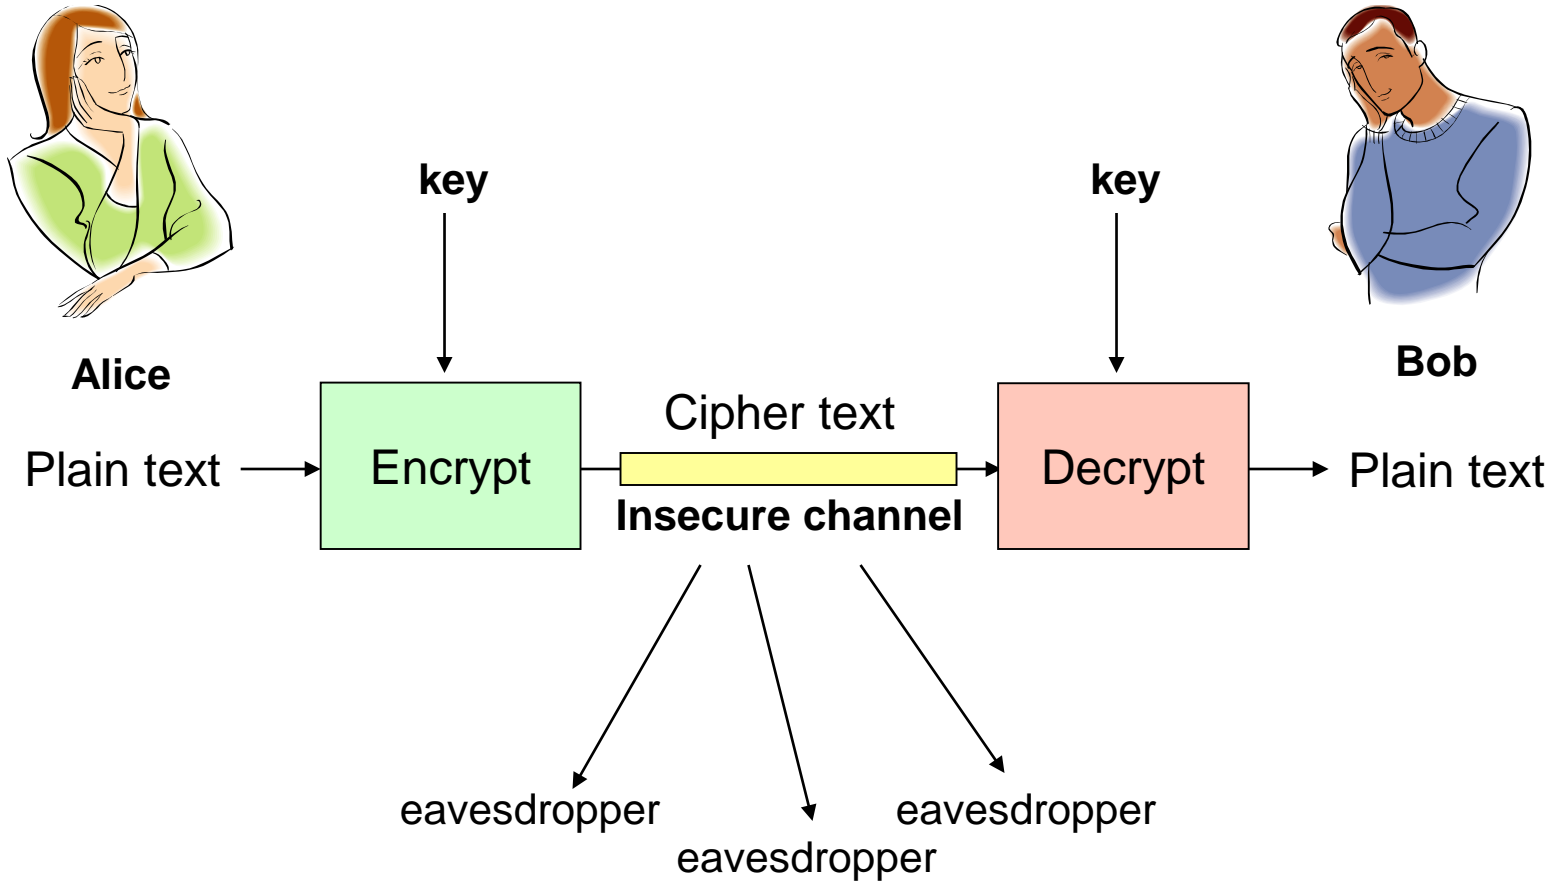 key
key
Alice
Bob
Cipher text
Plain text
Encrypt
Decrypt
Plain text
Insecure channel
eavesdropper
eavesdropper
eavesdropper